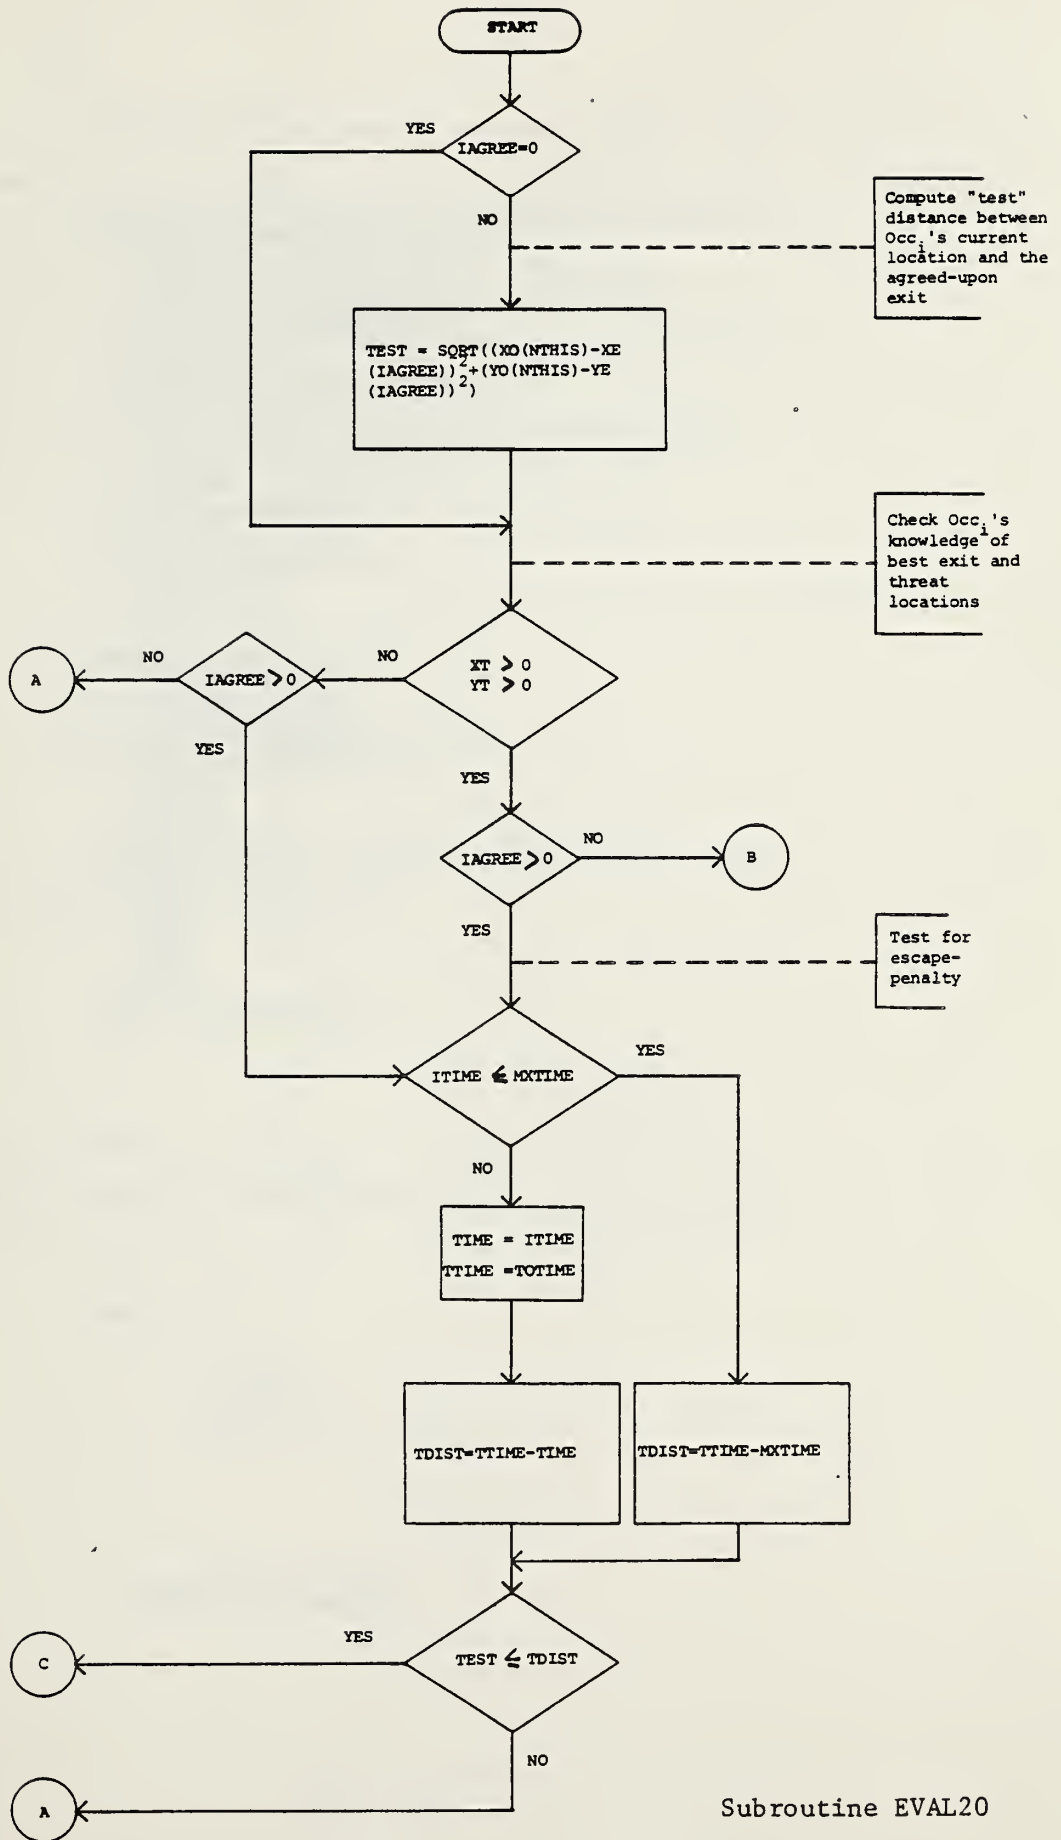 START
YES
IAGREE=0
NO
Compute "test"
distance between
Occi's current
location and the
agreed-upon
exit
TEST = SQRT((XO(NTHIS)-XE
(IAGREE))2+(YO(NTHIS)-YE
(IAGREE))2)
Check Occi's
knowledge of
best exit and
threat
locations
A
NO
IAGREE>0
NO
XT > 0
YT > 0
YES
YES
IAGREE>0
NO
B
YES
Test for
escape-
penalty
ITIME ≤ MXTIME
YES
NO
TIME = ITIME
TTIME =TOTIME
TDIST=TTIME-TIME
TDIST=TTIME-MXTIME
C
YES
TEST ≤ TDIST
NO
A
Subroutine EVAL20